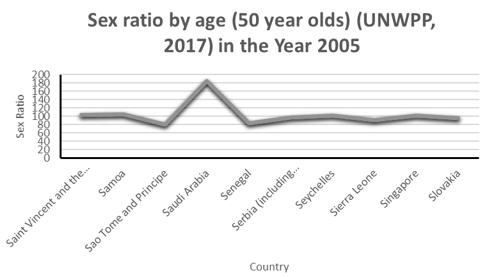 Sex ratio by age (50 year olds) (UNWPP,
2017) in the Year 2005
Sex Ratio
200
180
160
140
120
100
80
60
40
20
0
Saint Vincent and the...
Samoa
Sao Tome and Principe
Saudi Arabia
Senegal
Serbia (including...
Seychelles
Sierra Leone
Singapore
Slovakia
Country